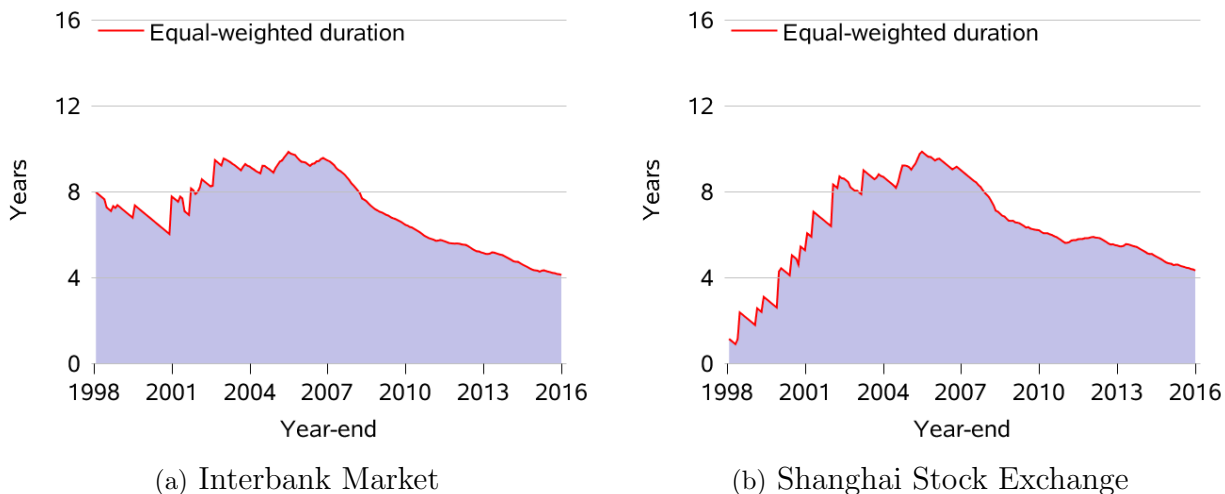 16
12
8
4
0
Years
Equal-weighted duration
1998 2001 2004 2007 2010 2013 2016
Year-end
(a) Interbank Market
16
12
8
4
0
Years
Equal-weighted duration
1998 2001 2004 2007 2010 2013 2016
Year-end
(b) Shanghai Stock Exchange